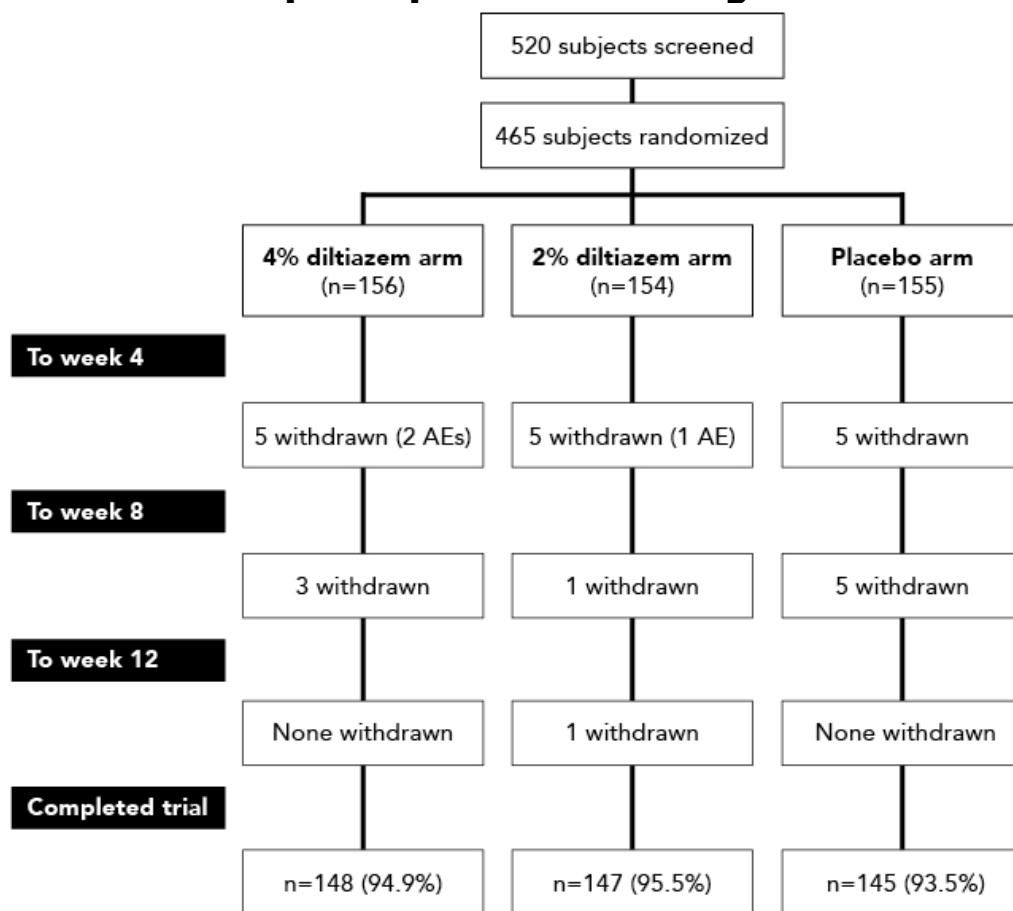 520 subjects screened
465 subjects randomized
4% diltiazem arm
(n=156)
2% diltiazem arm
(n=154)
Placebo arm
(n=155)
To week 4
5 withdrawn (2 AEs)
5 withdrawn (1 AE)
5 withdrawn
To week 8
3 withdrawn
1 withdrawn
5 withdrawn
To week 12
None withdrawn
1 withdrawn
None withdrawn
Completed trial
n=148 (94.9%)
n=147 (95.5%)
n=145 (93.5%)